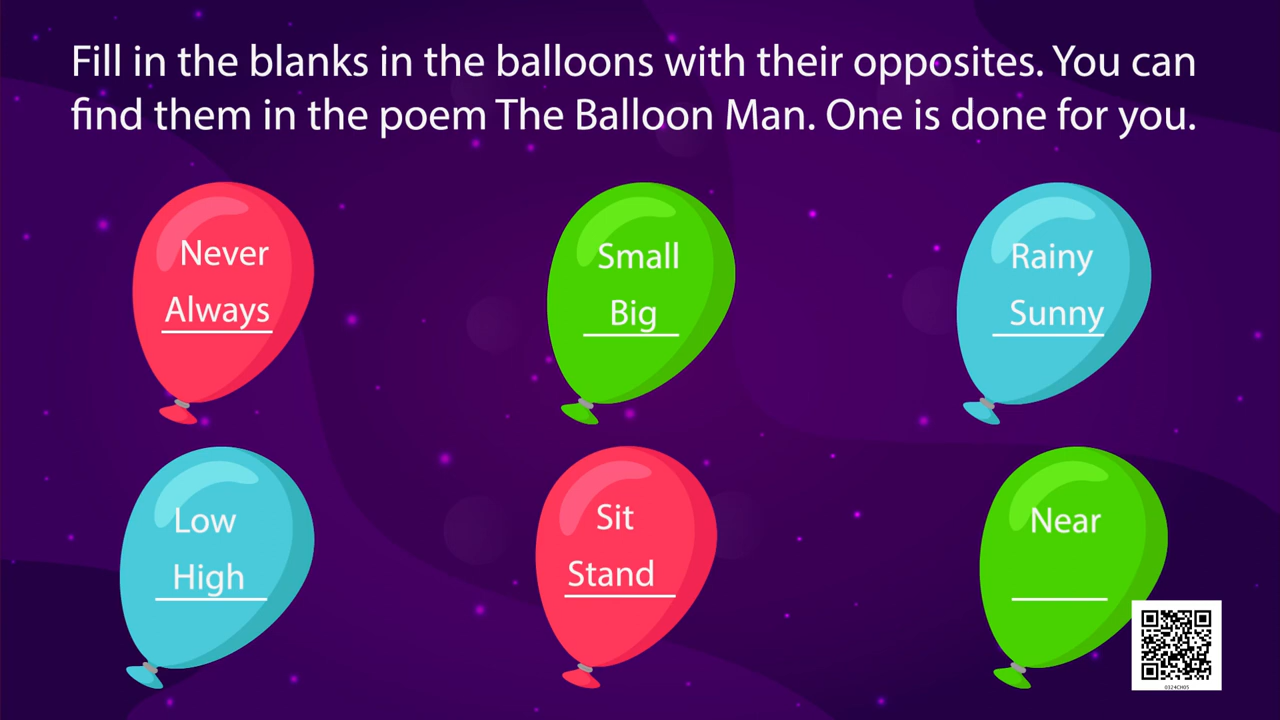 Fill in the blanks in the balloons with their opposites. You can
find them in the poem The Balloon Man. One is done for you.
Never
Always
Small
Big
Rainy
Sunny
Low
High
Sit
Stand
Near
0324CH05